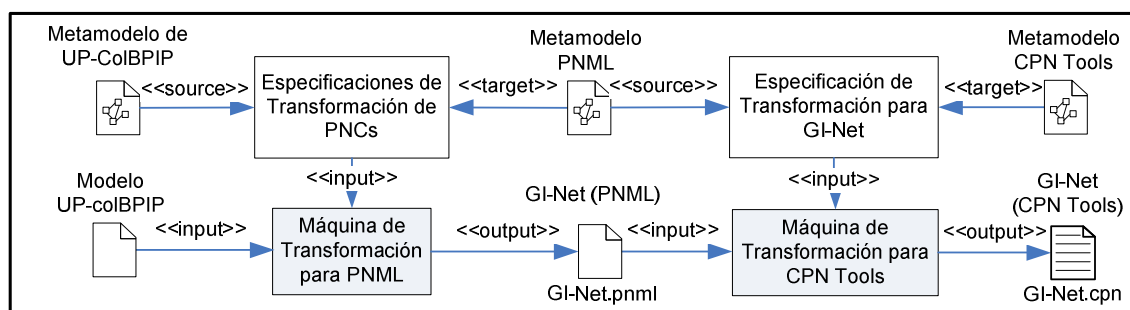 Metamodelo de
UP-ColBPIP
<<source>>
Especificaciones de
Transformación de
PNCs
<<target>>
Metamodelo
PNML
<<source>>
Especificación de
Transformación para
GI-Net
<<target>>
Metamodelo
CPN Tools
<<input>>
<<input>>
Modelo
UP-colBPIP
<<input>>
Máquina de
Transformación
para PNML
<<output>>
GI-Net (PNML)
GI-Net.pnml
<<input>>
Máquina de
Transformación para
CPN Tools
<<output>>
GI-Net
(CPN Tools)
GI-Net.cpn